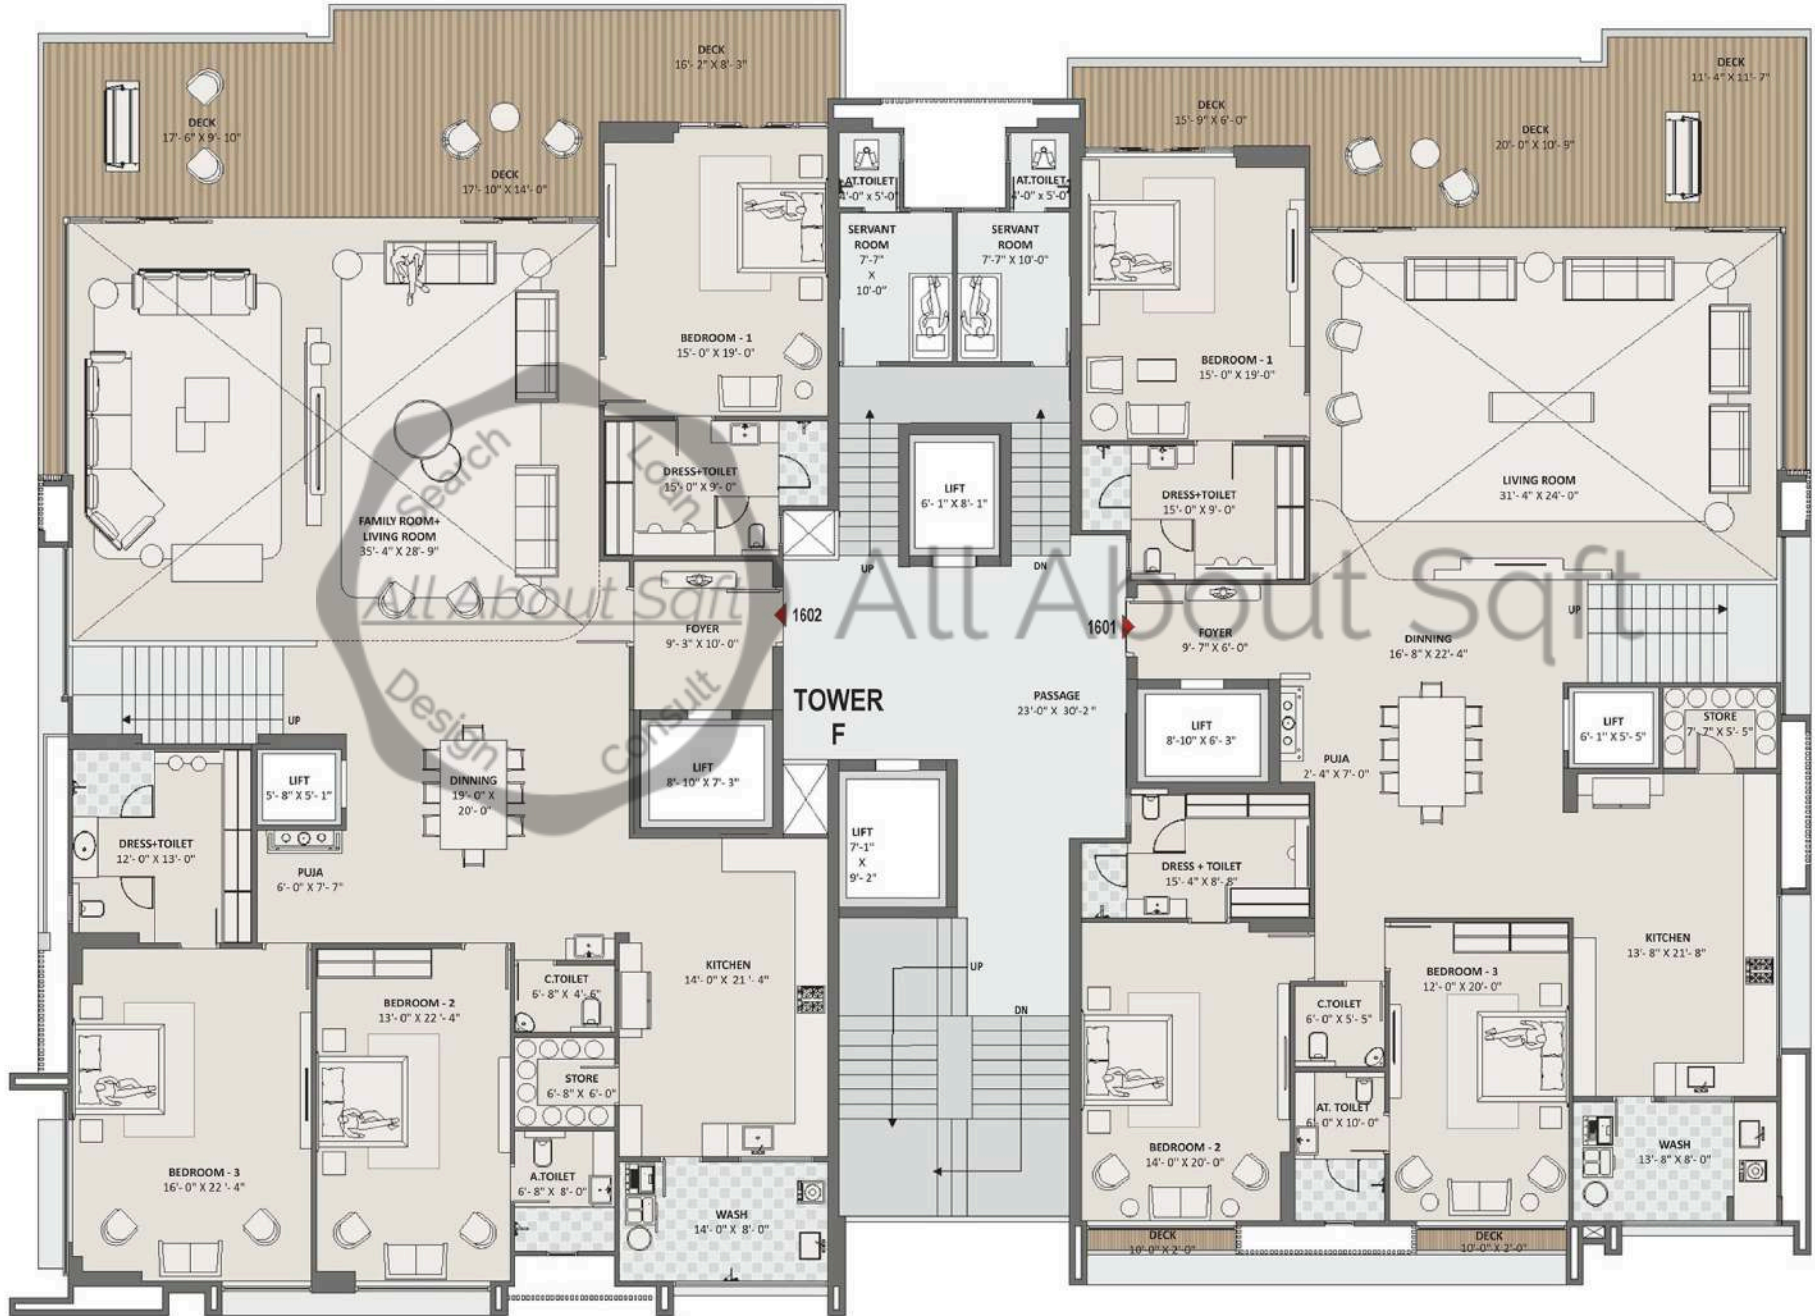 DECK
16'- 2" X 8'- 3"
DECK
17'- 6" X 9'- 10"
DECK
17'- 10" X 14'- 0"
BEDROOM - 1
15'- 0" X 19'- 0"
FAMILY ROOM+
LIVING ROOM
35'- 4" X 28'- 9"
DRESS+TOILET
15'- 0" X 9'- 0"
FOYER
9'- 3" X 10'- 0"
1602
UP
LIFT
5'- 8" X 5'- 1"
DINNING
19'- 0" X
20'- 0"
LIFT
8'- 10" X 7'- 3"
DRESS+TOILET
12'- 0" X 13'- 0"
PUJA
6'- 0" X 7'- 7"
BEDROOM - 2
13'- 0" X 22 '- 4"
C.TOILET
6'- 8" X 4'- 6"
KITCHEN
14'- 0" X 21 '- 4"
STORE
6'- 8" X 6'- 0"
BEDROOM - 3
16'- 0" X 22 '- 4"
A.TOILET
6'- 8" X 8'- 0"
WASH
14'- 0" X 8'- 0"
AT.TOILET
4'-0" x 5'-0"
AT.TOILET
4'-0" x 5'-0"
SERVANT
ROOM
7'-7"
X
10'-0"
SERVANT
ROOM
7'-7" X 10'-0"
LIFT
6'- 1" X 8'- 1"
UP
DN
TOWER
F
PASSAGE
23'-0" X 30'-2 "
LIFT
7'-1"
X
9'- 2"
UP
DN
DECK
11'- 4" X 11'- 7"
DECK
15'- 9" X 6'- 0"
DECK
20'- 0" X 10'- 9"
BEDROOM - 1
15'- 0" X 19'-0"
LIVING ROOM
31'- 4" X 24'- 0"
DRESS+TOILET
15'- 0" X 9'- 0"
1601
FOYER
9'- 7" X 6'- 0"
DINNING
16'- 8" X 22'- 4"
UP
LIFT
8'-10" X 6'- 3"
LIFT
6'- 1" X 5'- 5"
STORE
7'- 7" X 5'- 5"
PUJA
2'- 4" X 7'- 0"
DRESS + TOILET
15'- 4" X 8'- 8"
KITCHEN
13'- 8" X 21'- 8"
BEDROOM - 3
12'- 0" X 20'- 0"
C.TOILET
6'- 0" X 5'- 5"
AT. TOILET
6'- 0" X 10'- 0"
BEDROOM - 2
14'- 0" X 20'- 0"
WASH
13'- 8" X 8'- 0"
DECK
10'-0" X 2'-0"
DECK
10'-0" X 2'-0"
Search
Loan
All About Sqft
Design
Consult
All About Sqft